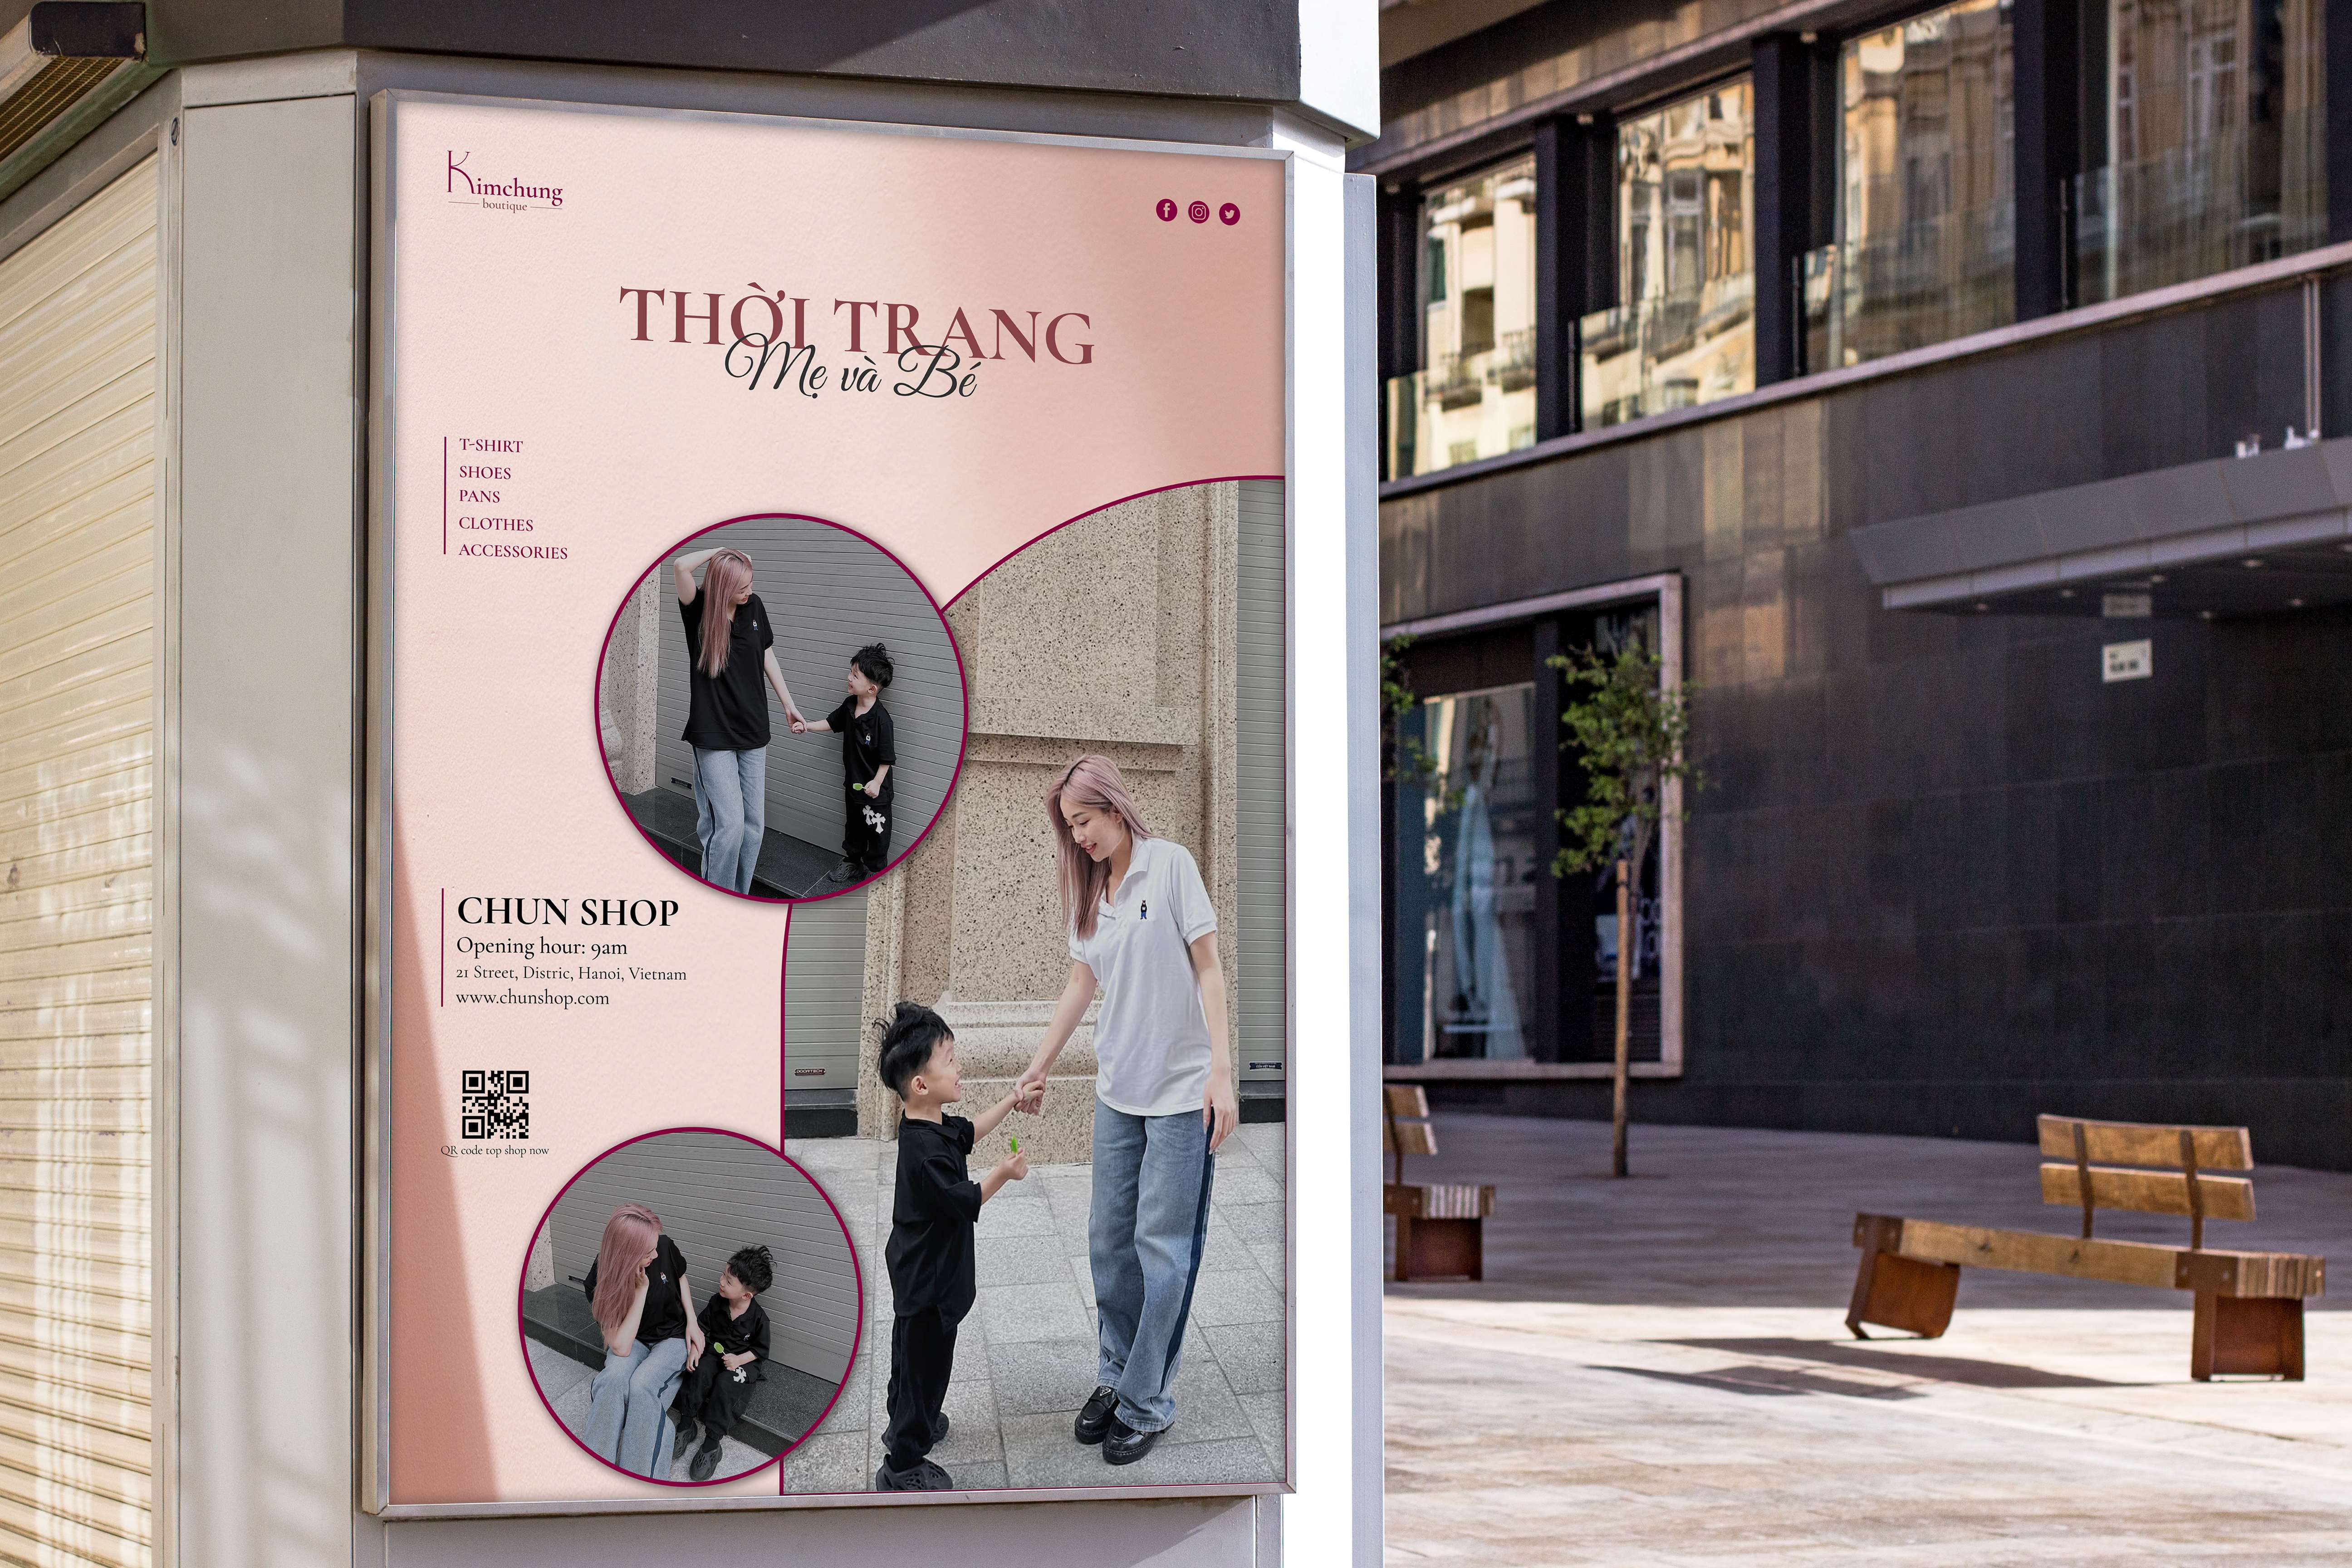 Kimchung
boutique
THỜI TRANG
Mẹ và Bé
T-SHIRT
SHOES
PANS
CLOTHES
ACCESSORIES
CHUN SHOP
Opening hour: 9am
21 Street, Distric, Hanoi, Vietnam
www.chunshop.com
QR code top shop now